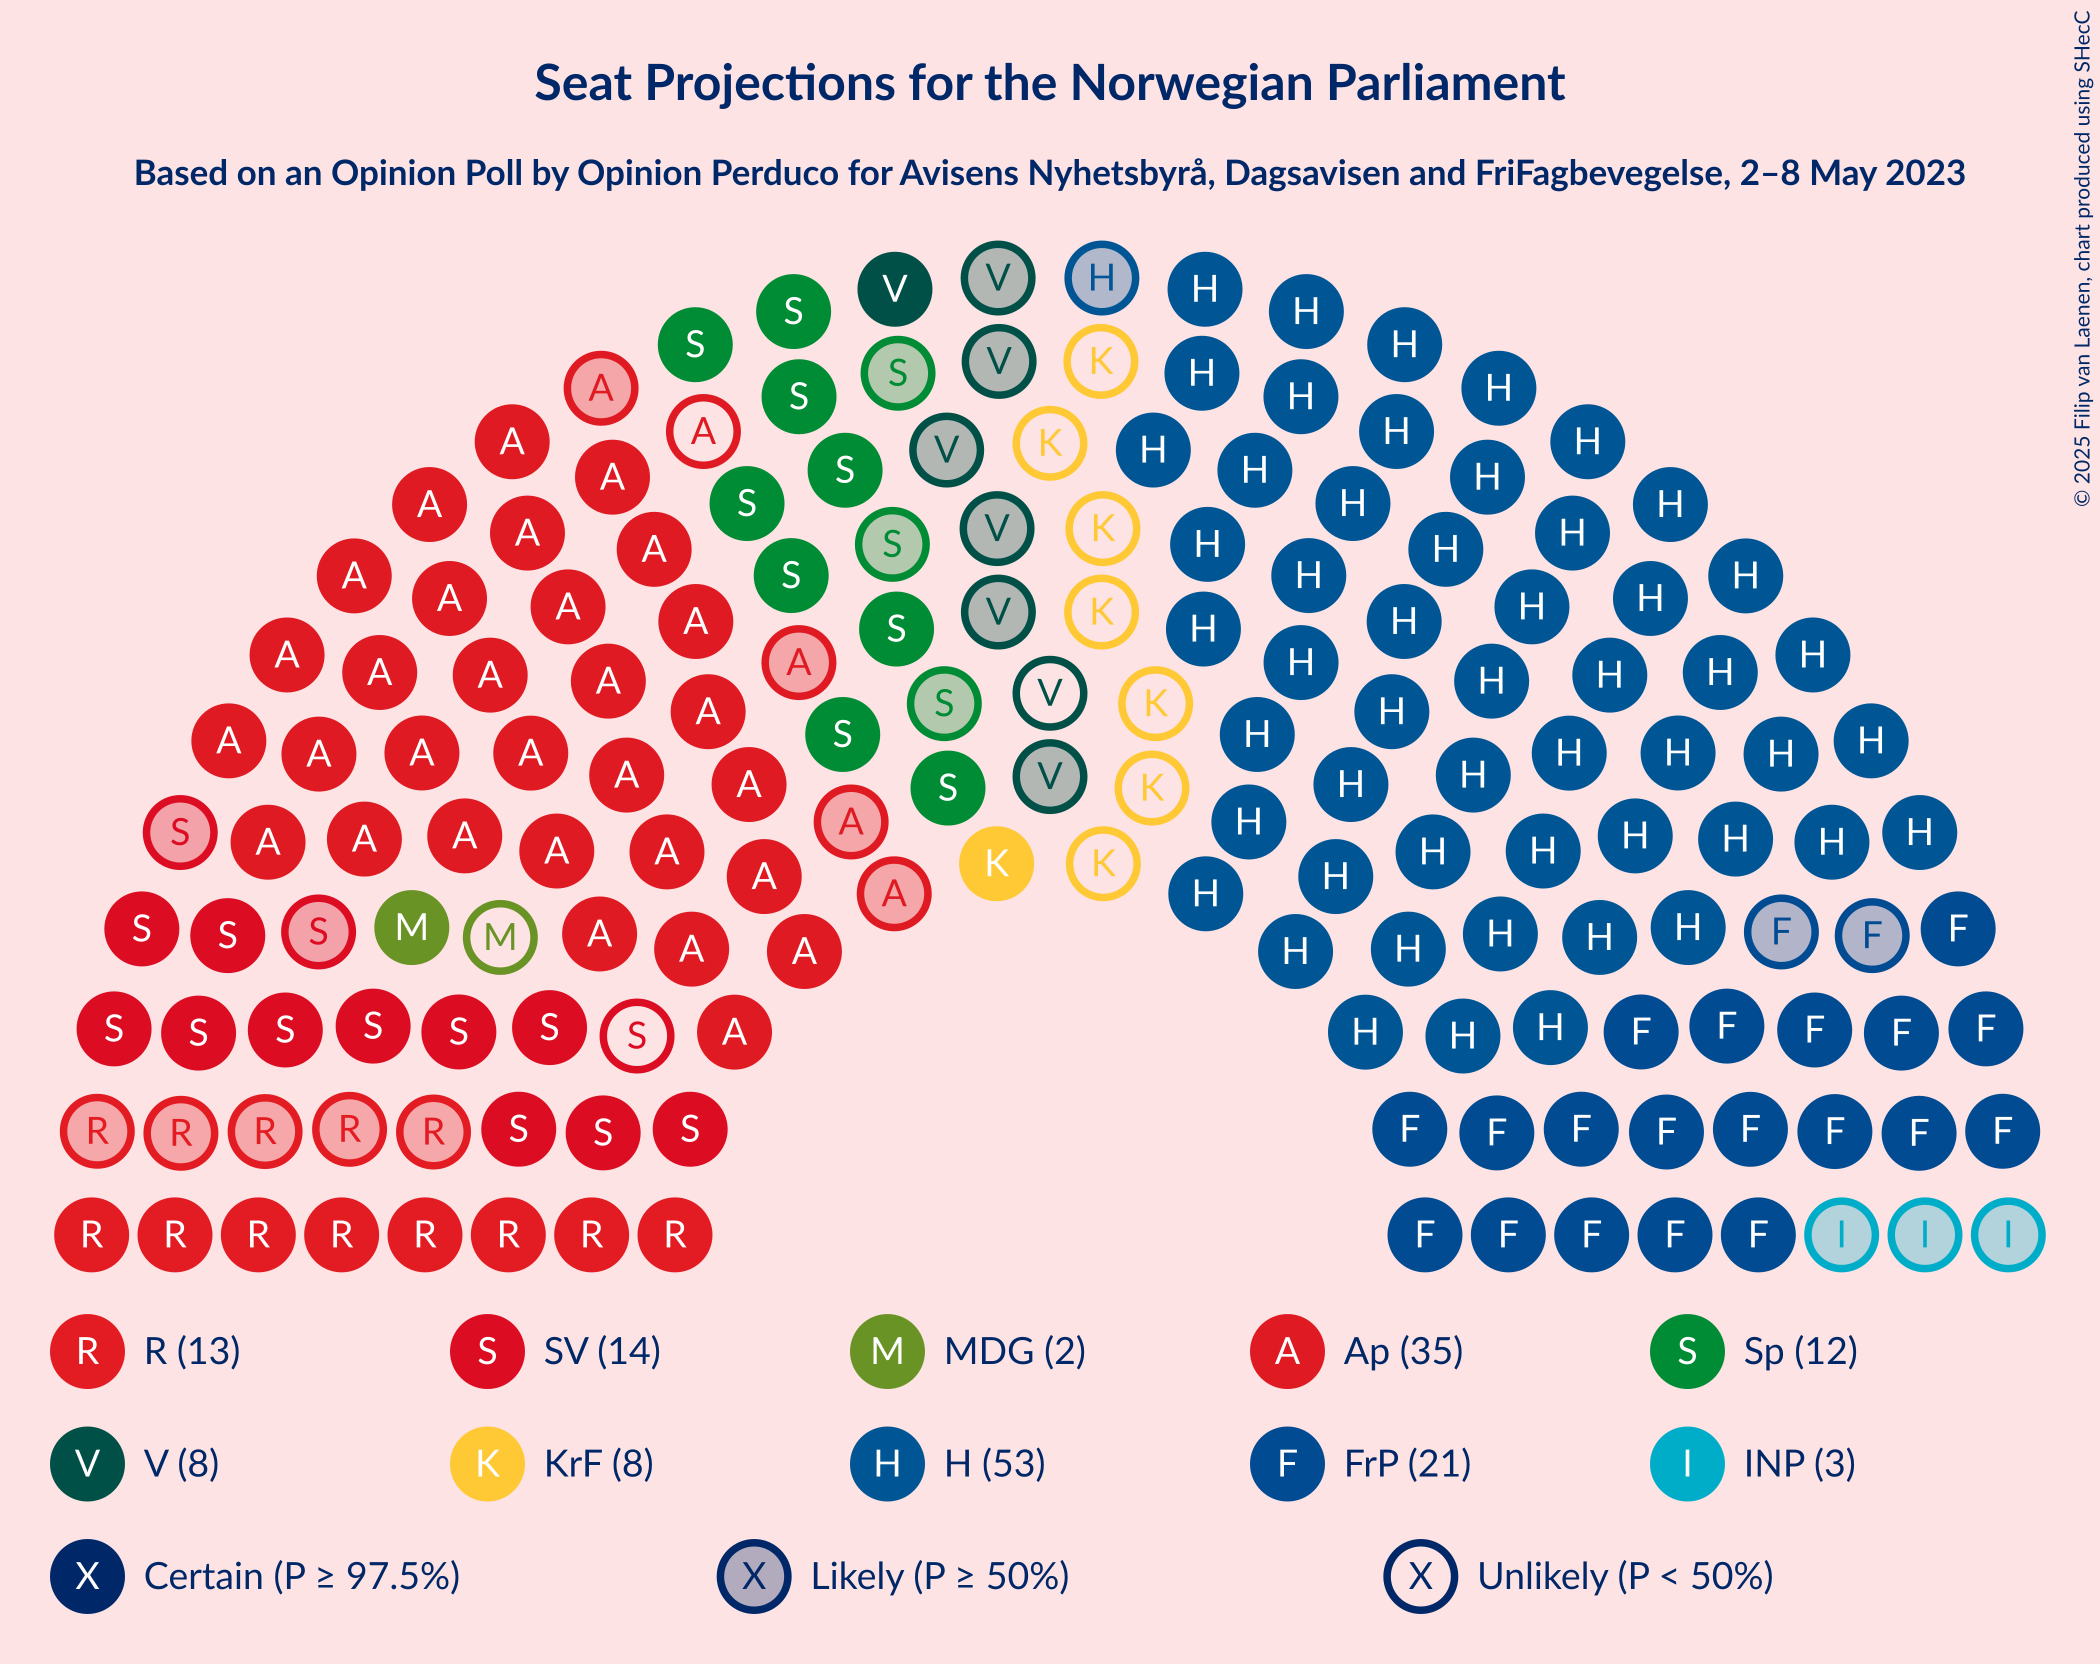 Seat Projections for the Norwegian Parliament
Based on an Opinion Poll by Opinion Perduco for Avisens Nyhetsbyrå, Dagsavisen and FriFagbevegelse, 2–8 May 2023
© 2025 Filip van Laenen, chart produced using SHecC
V V H H
S S H H
S V K H
A S H H
A S V K H H
A A S H H
A S V K H H
A A S S H H H
A A A S S V K H H H H
A A S V K H H H
A A A A S V K H H H H
A A A A A V K H H H H H
A A A A A S S K H H H H H H
A A A A A A S V K H H H H H H
S A A A A A A A K K H H H H H H H H
S S S M M A A A A H H H H H H F F F
S S S S S S S A H H H F F F F F
R R R R R S S S F F F F F F F F
R R R R R R R R F F F F F I I I
R R (13) S SV (14) M MDG (2) A Ap (35) S Sp (12)
V V (8) K KrF (8) H H (53) F FrP (21) I INP (3)
X Certain (P ≥ 97.5%) X Likely (P ≥ 50%) X Unlikely (P < 50%)